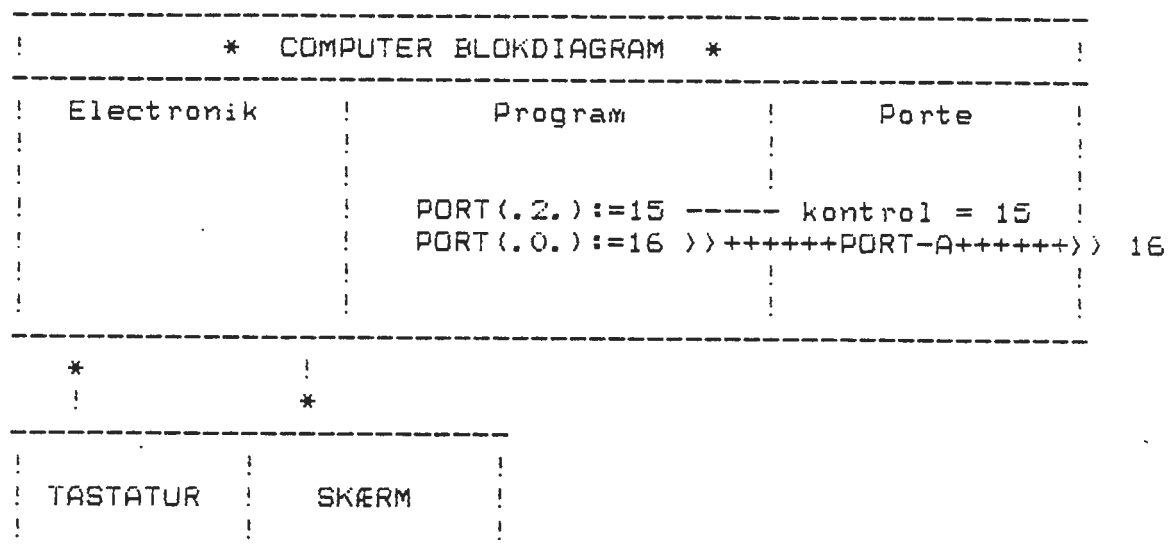 * COMPUTER BLOKDIAGRAM *
Electronik ! Program ! Porte
PORT(.2.):=15 ----- kontrol = 15
PORT(.0.):=16 >>++++++PORT-A++++++>> 16
TASTATUR ! SKÆRM